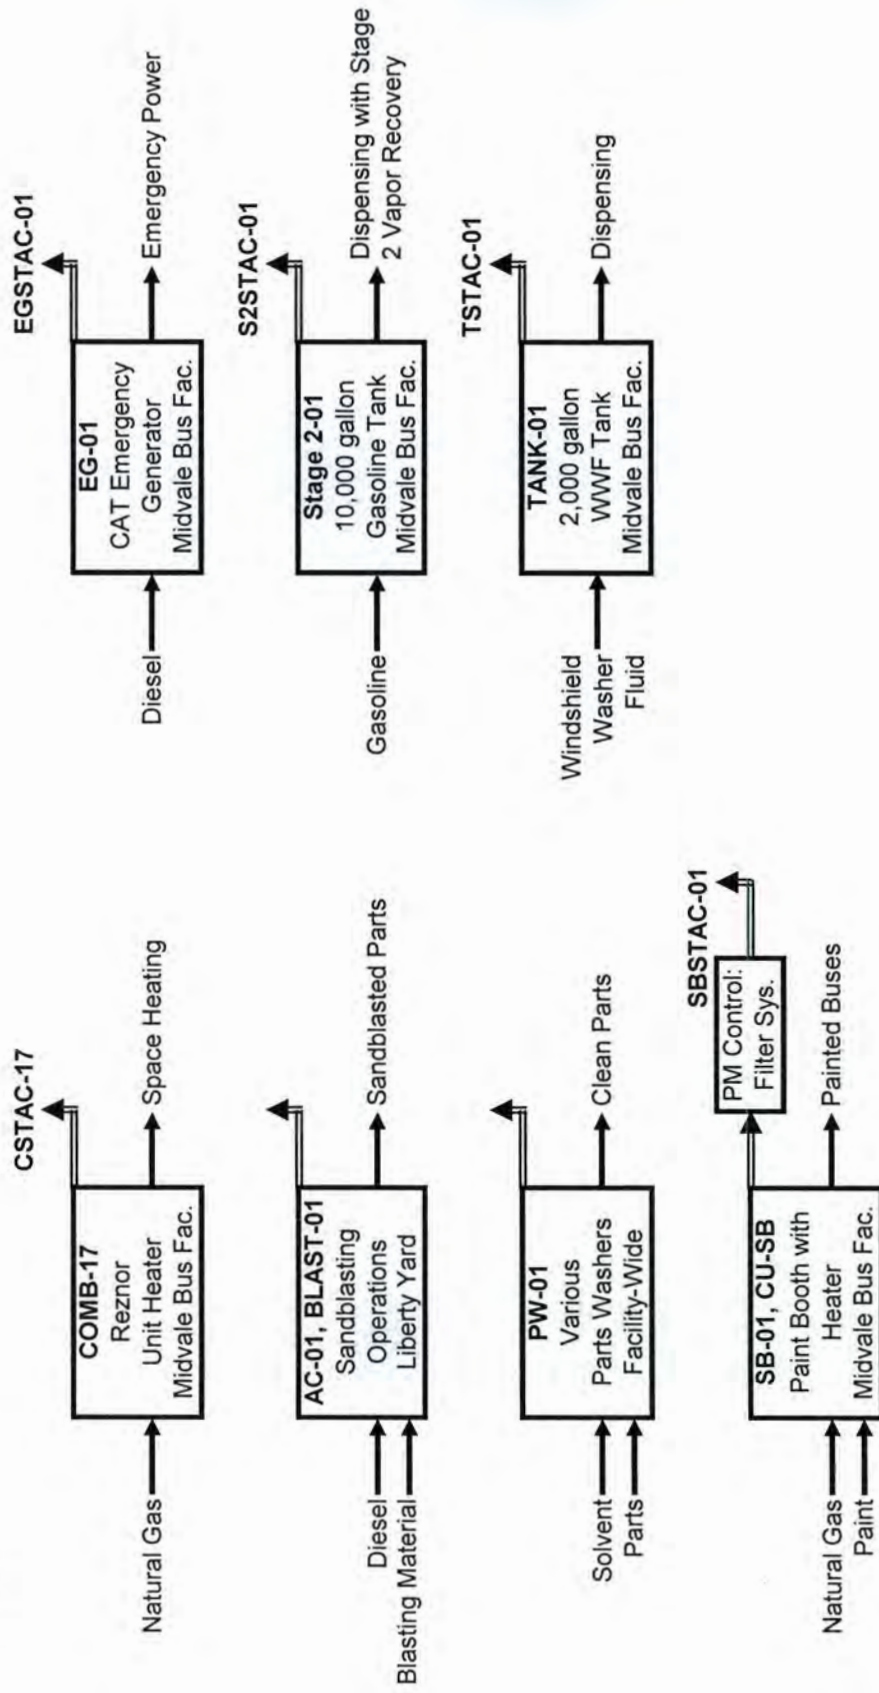 CSTAC-17
Natural Gas
COMB-17
Reznor
Unit Heater
Midvale Bus Fac.
Space Heating
Diesel
Blasting Material
AC-01, BLAST-01
Sandblasting
Operations
Liberty Yard
Sandblasted Parts
Solvent
Parts
PW-01
Various
Parts Washers
Facility-Wide
Clean Parts
SBSTAC-01
PM Control:
Filter Sys.
Natural Gas
Paint
SB-01, CU-SB
Paint Booth with
Heater
Midvale Bus Fac.
Painted Buses
EGSTAC-01
Diesel
EG-01
CAT Emergency
Generator
Midvale Bus Fac.
Emergency Power
S2STAC-01
Gasoline
Stage 2-01
10,000 gallon
Gasoline Tank
Midvale Bus Fac.
Dispensing with Stage
2 Vapor Recovery
TSTAC-01
Windshield
Washer
Fluid
TANK-01
2,000 gallon
WWF Tank
Midvale Bus Fac.
Dispensing